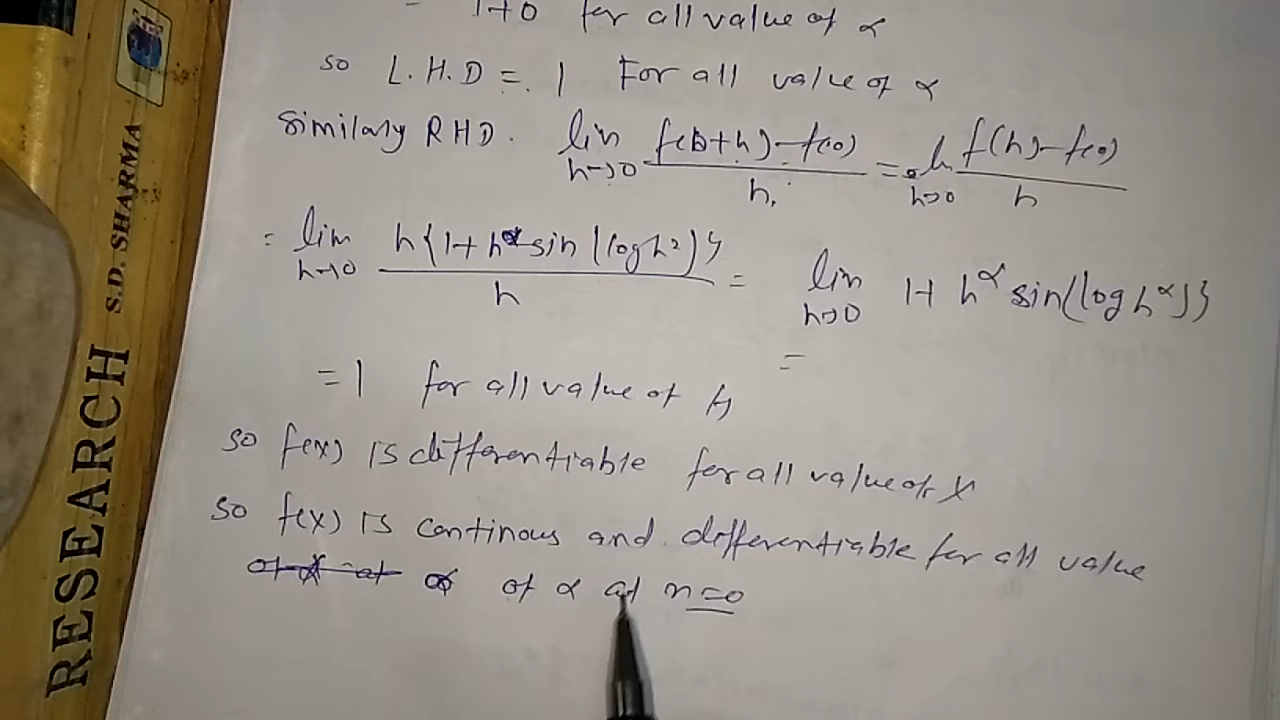 = 1+0 for all value of α
so L.H.D = 1 For all value of α
Similary RHD. lim h→0 f(0+h)-f(0) / h = lim h→0 f(h)-f(0) / h
= lim h→0 h{1+h^α sin(log h²)} / h = lim h→0 1+ h^α sin(log h^α)}
=
= 1 for all value of
so f(x) is differentiable for all value of x
so f(x) is continous and differentiable for all value
of α at x=0
RESEARCH S.D. SHARMA